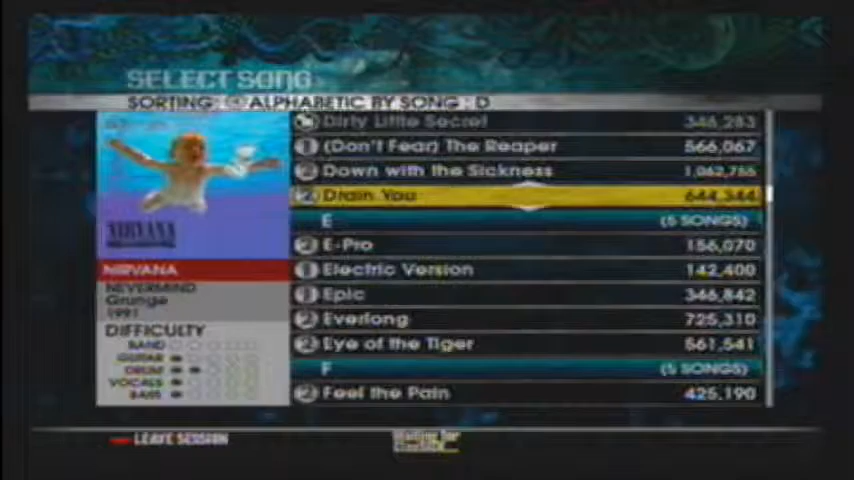 SELECT SONG
SORTING: ALPHABETIC BY SONG : D
Dirty Little Secret 346,283
(Don't Fear) The Reaper 566,067
Down with the Sickness 1,062,755
Drain You 644,344
E (5 SONGS)
E-Pro 156,070
Electric Version 142,400
Epic 346,842
Everlong 725,310
Eye of the Tiger 561,541
F (5 SONGS)
Feel the Pain 425,190
NIRVANA
NIRVANA
NEVERMIND
Grunge
1991
DIFFICULTY
BAND
GUITAR
DRUM
VOCALS
BASS
LEAVE SESSION
Waiting for